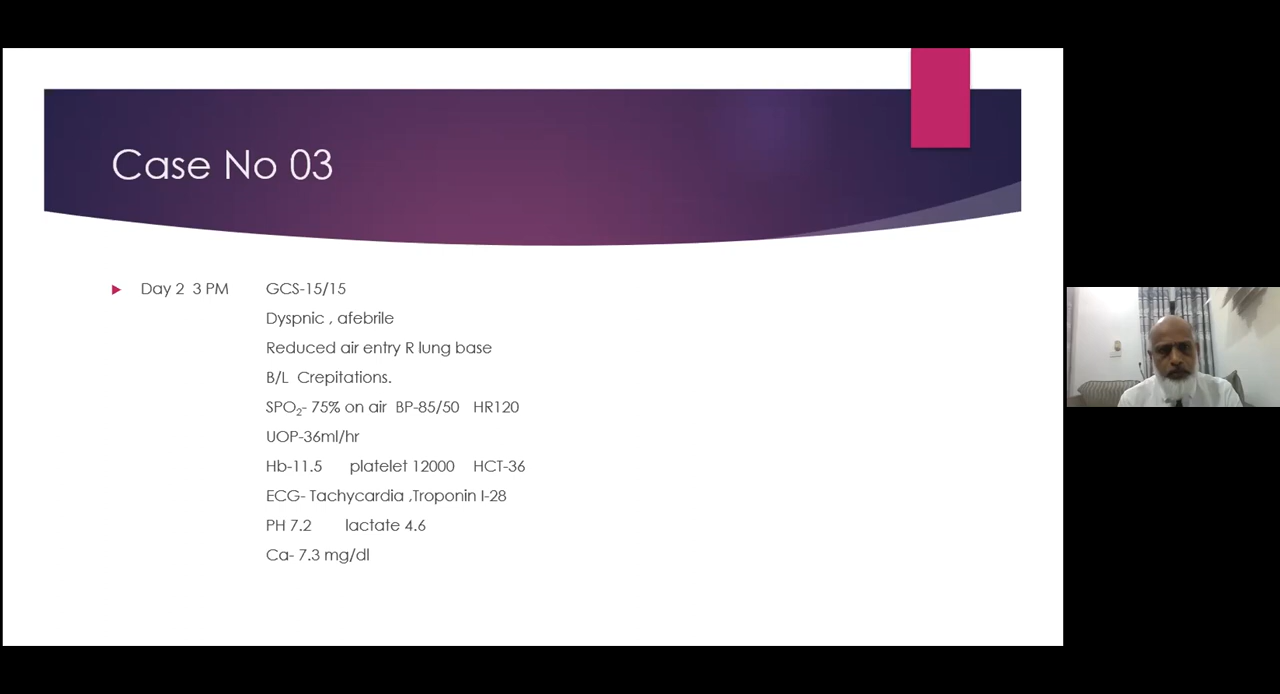 Case No 03
Day 2 3 PM GCS-15/15
Dyspnic , afebrile
Reduced air entry R lung base
B/L Crepitations.
SPO2- 75% on air BP-85/50 HR120
UOP-36ml/hr
Hb-11.5 platelet 12000 HCT-36
ECG- Tachycardia ,Troponin I-28
PH 7.2 lactate 4.6
Ca- 7.3 mg/dl